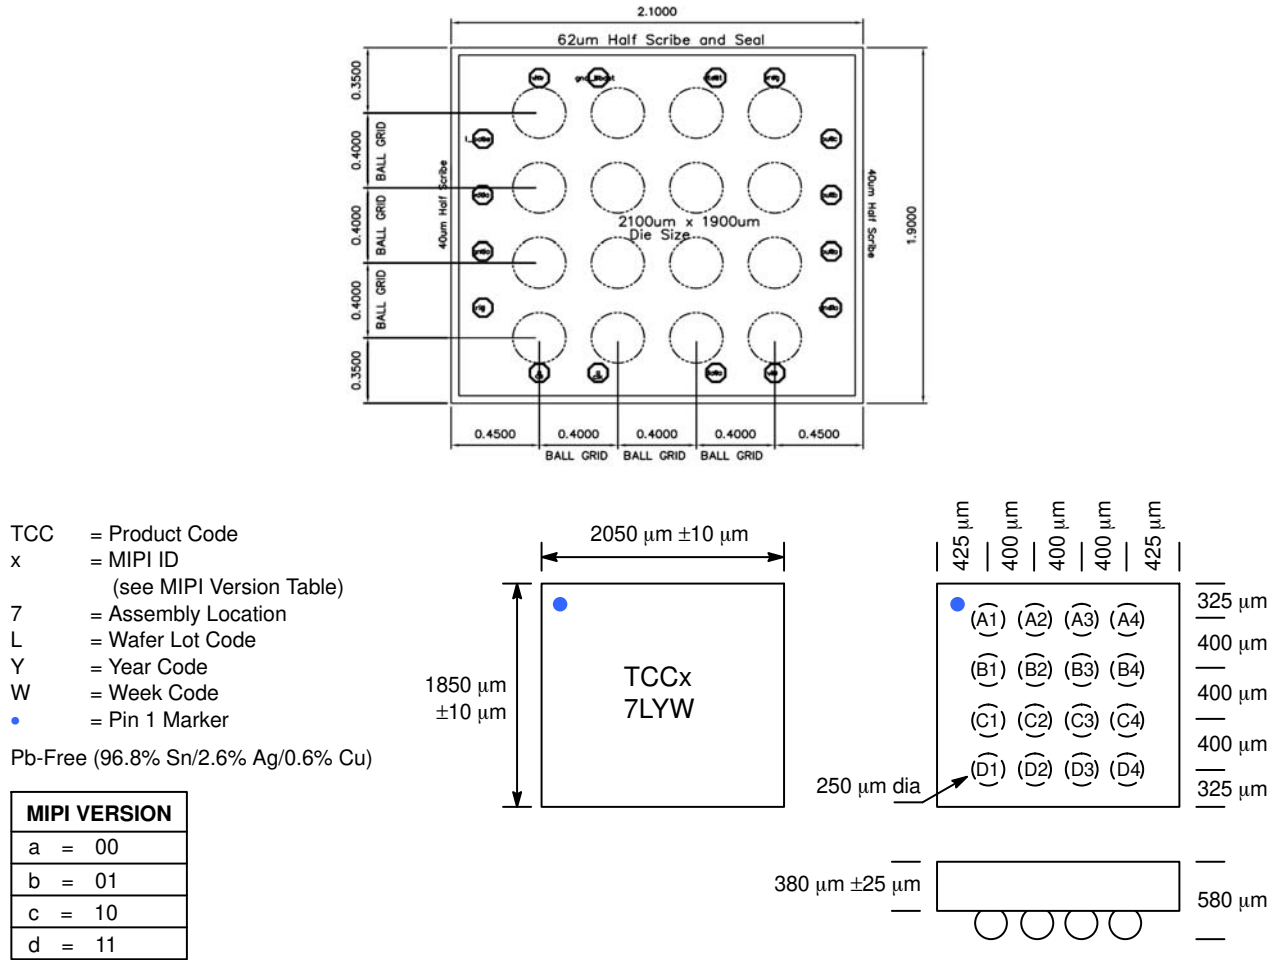 2.1000
62um Half Scribe and Seal
0.3500
0.4000
BALL GRID
0.4000
BALL GRID
0.4000
BALL GRID
0.3500
40um Half Scribe
2100um x 1900um
Die Size
40um Half Scribe
1.9000
0.4500
0.4000
0.4000
0.4000
0.4500
BALL GRID
BALL GRID
BALL GRID
TCC = Product Code
x = MIPI ID
(see MIPI Version Table)
7 = Assembly Location
L = Wafer Lot Code
Y = Year Code
W = Week Code
• = Pin 1 Marker
Pb-Free (96.8% Sn/2.6% Ag/0.6% Cu)
MIPI VERSION
a = 00
b = 01
c = 10
d = 11
2050 μm ±10 μm
1850 μm
±10 μm
TCCx
7LYW
425 μm
400 μm
400 μm
400 μm
425 μm
A1 A2 A3 A4
B1 B2 B3 B4
C1 C2 C3 C4
D1 D2 D3 D4
325 μm
400 μm
400 μm
400 μm
325 μm
250 μm dia
380 μm ±25 μm
580 μm